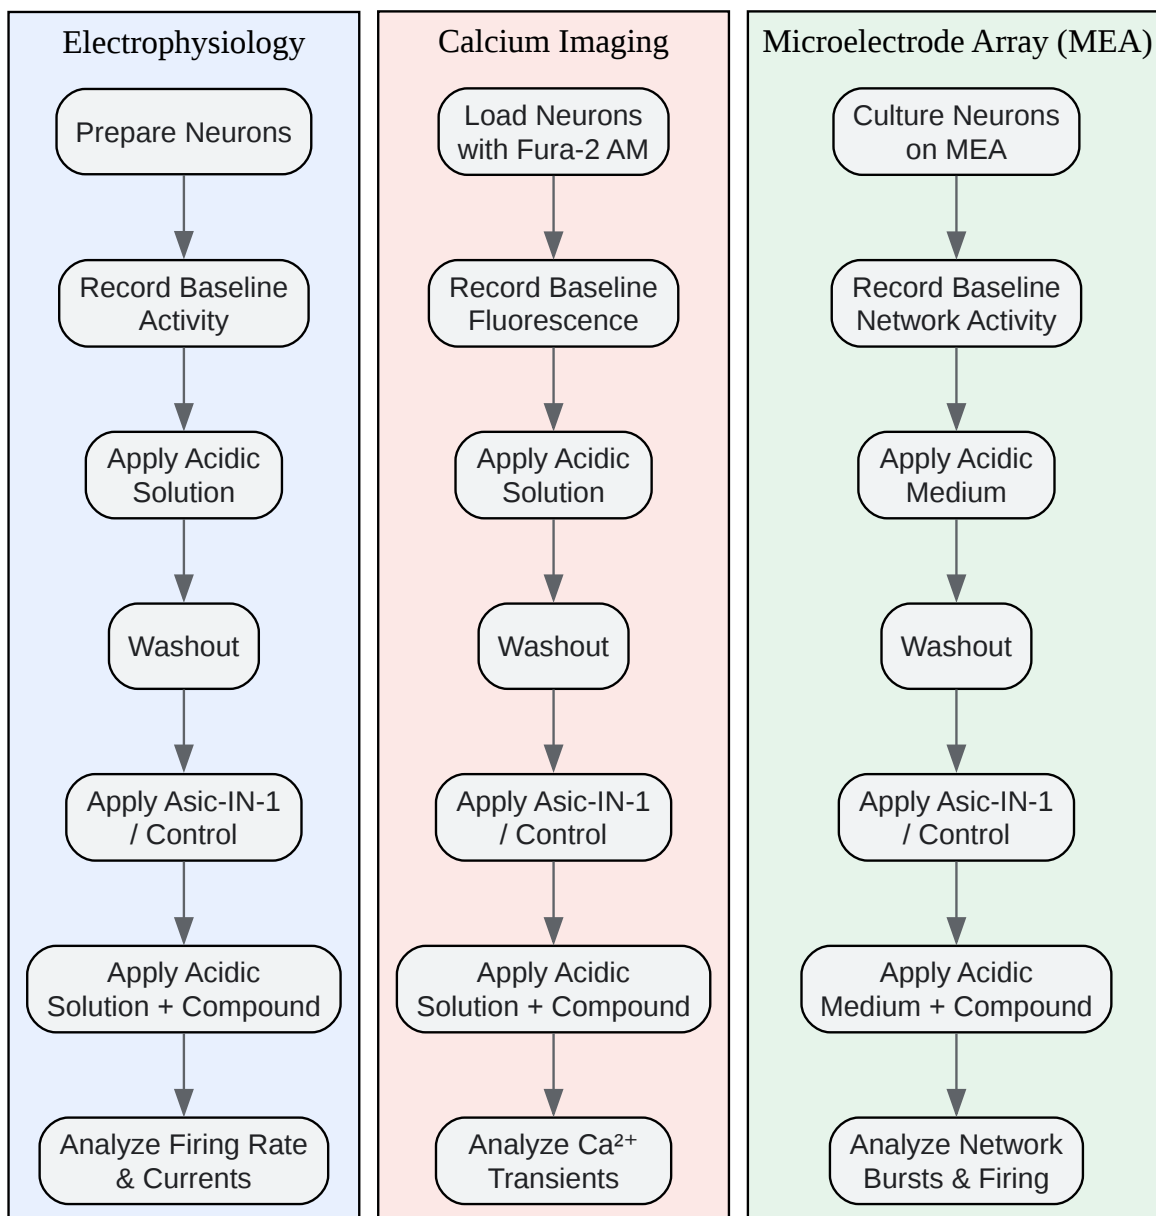 Electrophysiology
Prepare Neurons
Record Baseline
Activity
Apply Acidic
Solution
Washout
Apply Asic-IN-1
/ Control
Apply Acidic
Solution + Compound
Analyze Firing Rate
& Currents
Calcium Imaging
Load Neurons
with Fura-2 AM
Record Baseline
Fluorescence
Apply Acidic
Solution
Washout
Apply Asic-IN-1
/ Control
Apply Acidic
Solution + Compound
Analyze Ca²⁺
Transients
Microelectrode Array (MEA)
Culture Neurons
on MEA
Record Baseline
Network Activity
Apply Acidic
Medium
Washout
Apply Asic-IN-1
/ Control
Apply Acidic
Medium + Compound
Analyze Network
Bursts & Firing